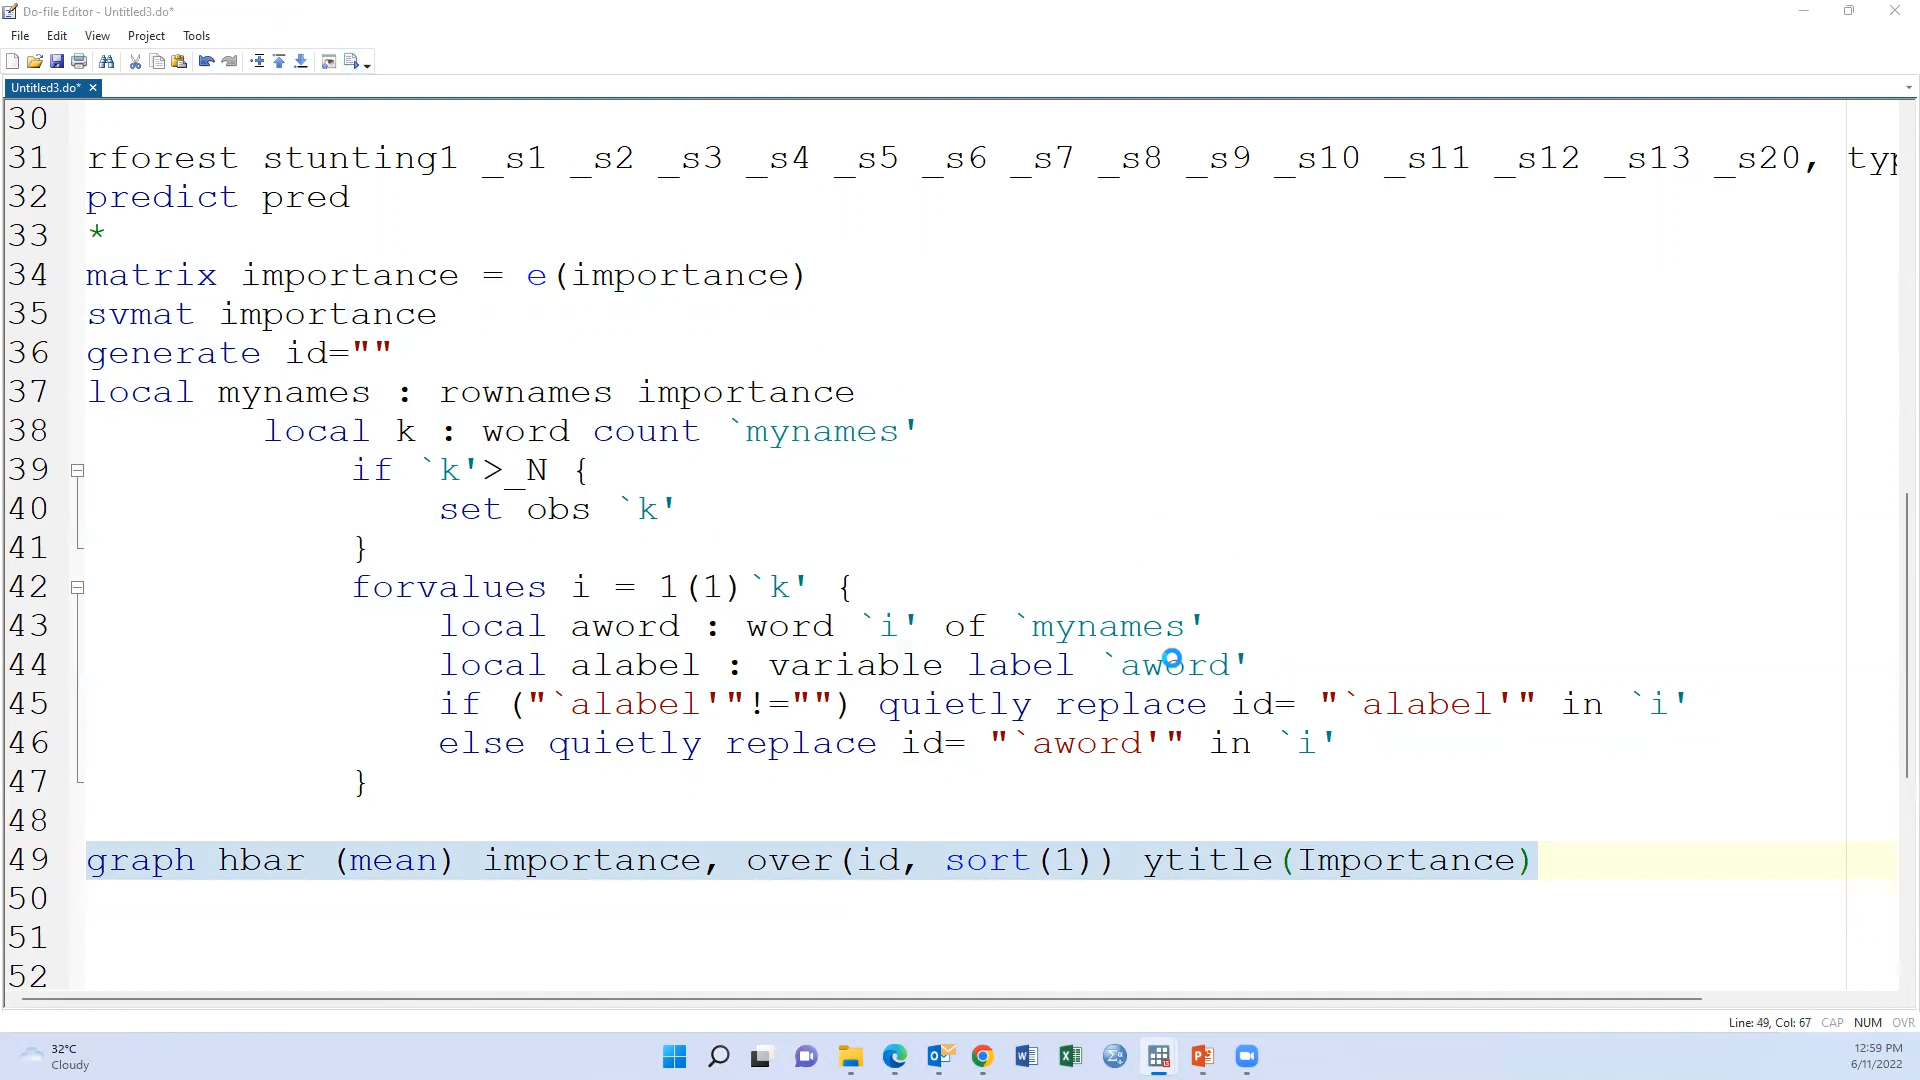 Do-file Editor - Untitled3.do*
File Edit View Project Tools
Untitled3.do*
30
31 rforest stunting1 _s1 _s2 _s3 _s4 _s5 _s6 _s7 _s8 _s9 _s10 _s11 _s12 _s13 _s20, typ
32 predict pred
33 *
34 matrix importance = e(importance)
35 svmat importance
36 generate id=""
37 local mynames : rownames importance
38 local k : word count `mynames'
39 if `k'>_N {
40 set obs `k'
41 }
42 forvalues i = 1(1)`k' {
43 local aword : word `i' of `mynames'
44 local alabel : variable label `aword'
45 if ("`alabel'"!="") quietly replace id= "`alabel'" in `i'
46 else quietly replace id= "`aword'" in `i'
47 }
48
49 graph hbar (mean) importance, over(id, sort(1)) ytitle(Importance)
50
51
52
Line: 49, Col: 67 CAP NUM OVR
32°C
Cloudy
12:59 PM
6/11/2022